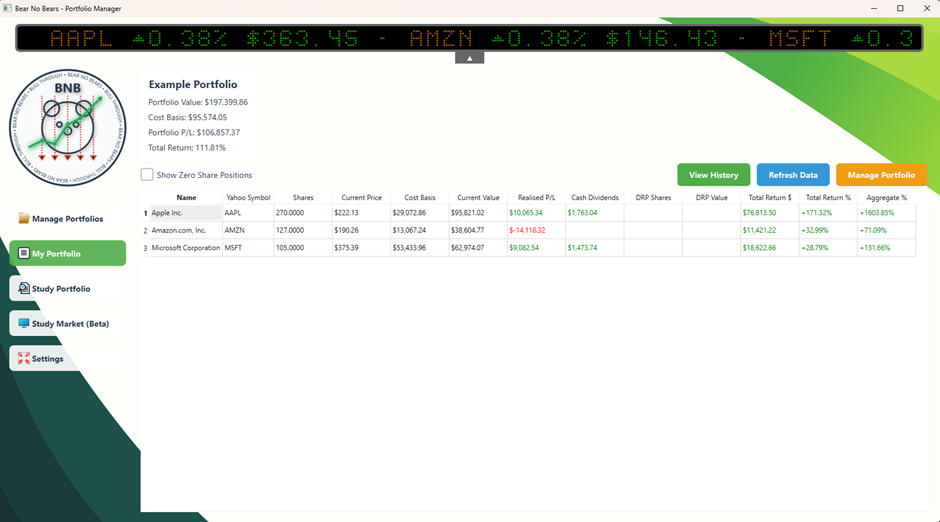 Bear No Bears - Portfolio Manager
AAPL ▲0.38% $363.45 - AMZN ▲0.38% $146.43 - MSFT ▲0.3
▲
BEAR NO BEARS • BULL THROUGH • BEAR NO BEARS • BULL THROUGH • BEAR NO BEARS • BULL THROUGH
BNB
Example Portfolio
Portfolio Value: $197,399.86
Cost Basis: $95,574.05
Portfolio P/L: $106,857.37
Total Return: 111.81%
Show Zero Share Positions
View History Refresh Data Manage Portfolio
Manage Portfolios
My Portfolio
Study Portfolio
Study Market (Beta)
Settings
Name Yahoo Symbol Shares Current Price Cost Basis Current Value Realised P/L Cash Dividends DRP Shares DRP Value Total Return $ Total Return % Aggregate %
1 Apple Inc. AAPL 270.0000 $222.13 $29,072.86 $95,821.02 $10,065.34 $1,763.04 $76,813.50 +171.32% +1603.85%
2 Amazon.com, Inc. AMZN 127.0000 $190.26 $13,067.24 $38,604.77 $-14,116.32 $11,421.22 +32.99% +71.09%
3 Microsoft Corporation MSFT 105.0000 $375.39 $53,433.96 $62,974.07 $9,082.54 $1,473.74 $18,622.66 +28.79% +131.66%